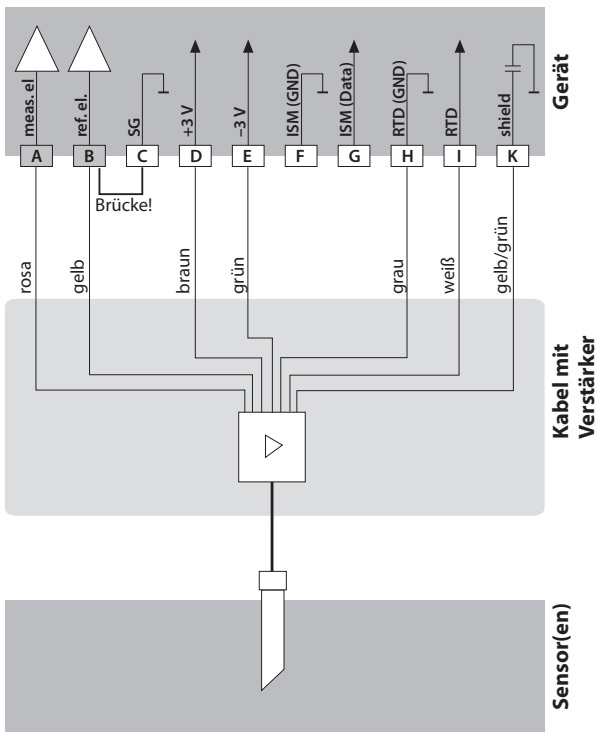 meas. el
ref. el.
SG
+3 V
–3 V
ISM (GND)
ISM (Data)
RTD (GND)
RTD
shield
Gerät
A
B
C
D
E
F
G
H
I
K
Brücke!
rosa
gelb
braun
grün
grau
weiß
gelb/grün
Kabel mit
Verstärker
Sensor(en)